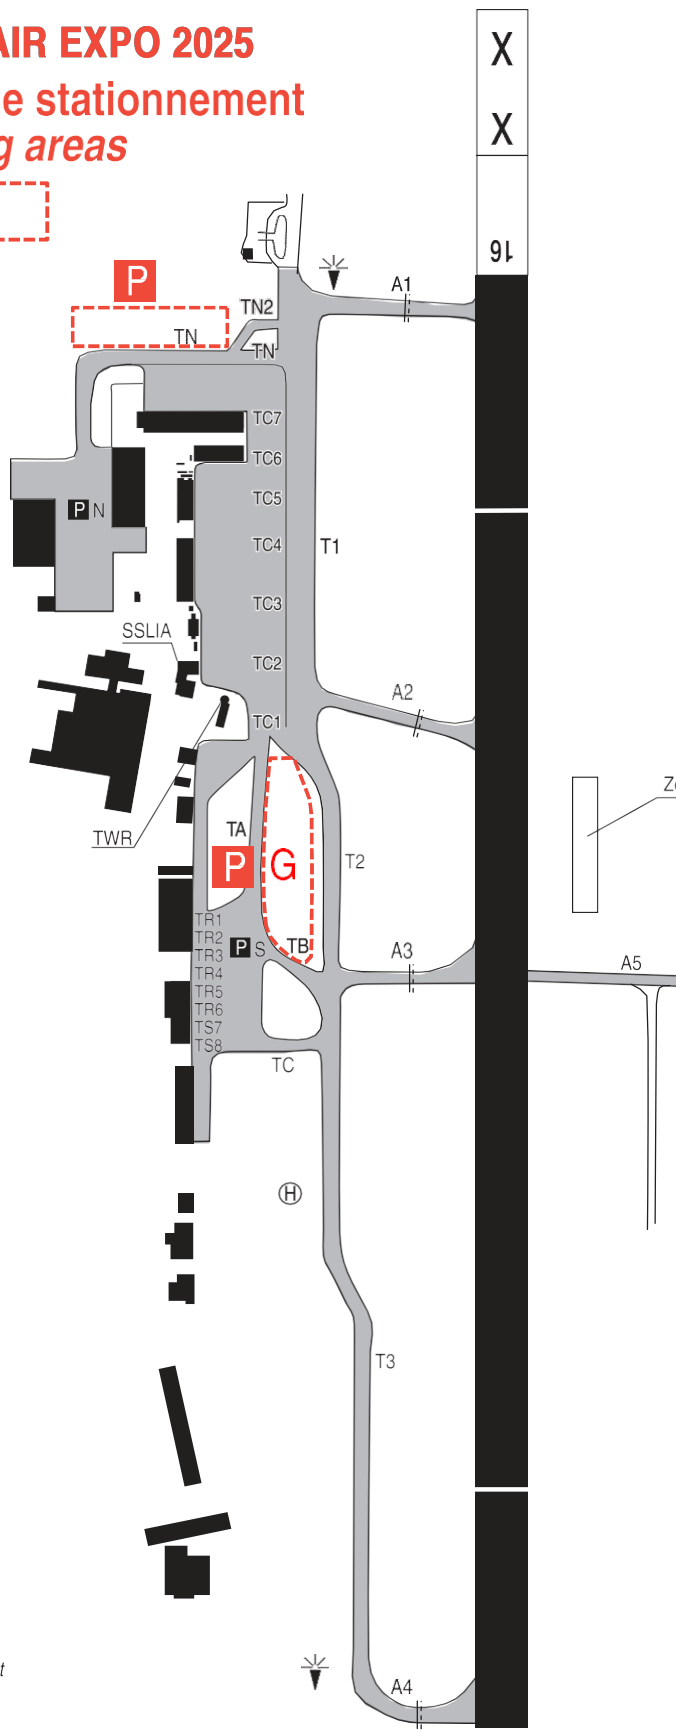 AIR EXPO 2025
e stationnement
g areas
X
X
16
P
A1
TN2
TN
TN
TC7
TC6
TC5
P N
TC4
T1
TC3
SSLIA
TC2
A2
TC1
TA
TWR
P
G
T2
TR1
TR2
P S
TB
TR3
A3
A5
TR4
TR5
TR6
TS7
TS8
TC
H
T3
t
A4